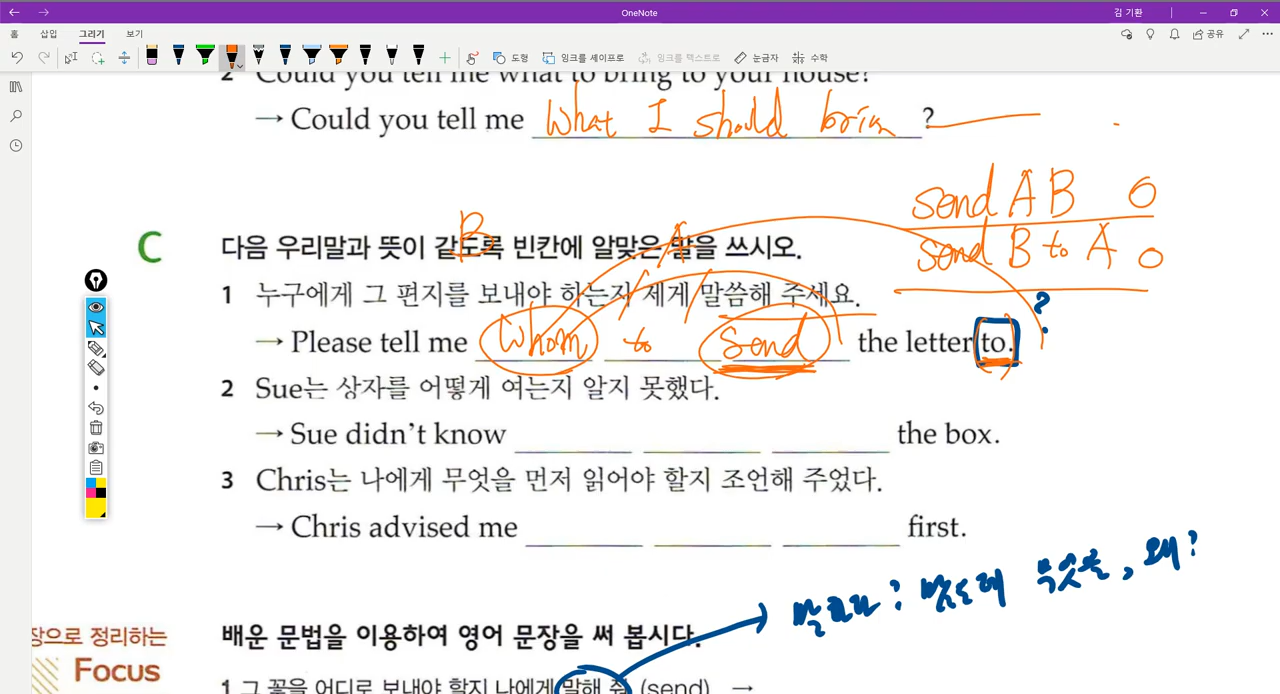 OneNote
김 기환
홈 삽입 그리기 보기
도형 잉크를 셰이프로 잉크를 텍스트로 눈금자 수학 공유
2 Could you tell me what to bring to your house?
→ Could you tell me What I should brin ?
send A B O
send B to A O
B A
C 다음 우리말과 뜻이 같도록 빈칸에 알맞은 말을 쓰시오.
1 누구에게 그 편지를 보내야 하는지 / 제게 / 말씀해 주세요.
?
→ Please tell me whom to send the letter (to.)
2 Sue는 상자를 어떻게 여는지 알지 못했다.
→ Sue didn't know ___ ___ ___ the box.
3 Chris는 나에게 무엇을 먼저 읽어야 할지 조언해 주었다.
→ Chris advised me ___ ___ ___ first.
무엇을, 왜?
장으로 정리하는
Focus
배운 문법을 이용하여 영어 문장을 써 봅시다.
1 그 꽃을 어디로 보내야 할지 나에게 말해 줘. (send) →